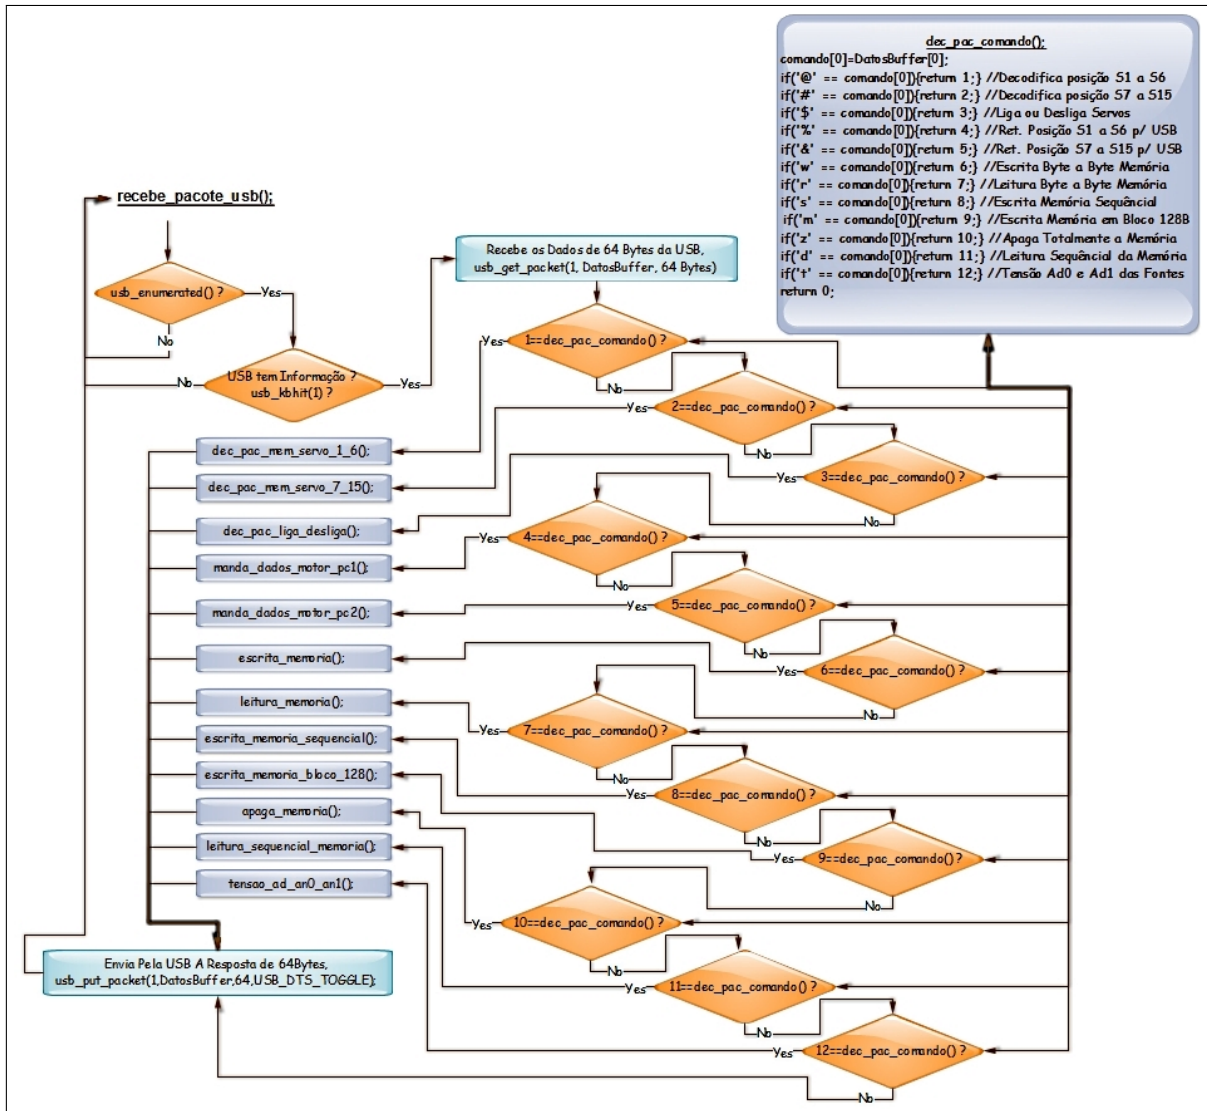 dec_pac_comando();
comando[0]=DatosBuffer[0];
if('@' == comando[0]){return 1;} //Decodifica posição S1 a S6
if('#' == comando[0]){return 2;} //Decodifica posição S7 a S15
if('$' == comando[0]){return 3;} //Liga ou Desliga Servos
if('%' == comando[0]){return 4;} //Ret. Posição S1 a S6 p/ USB
if('&' == comando[0]){return 5;} //Ret. Posição S7 a S15 p/ USB
if('w' == comando[0]){return 6;} //Escrita Byte a Byte Memória
if('r' == comando[0]){return 7;} //Leitura Byte a Byte Memória
if('s' == comando[0]){return 8;} //Escrita Memória Sequêncial
if('m' == comando[0]){return 9;} //Escrita Memória em Bloco 128B
if('z' == comando[0]){return 10;} //Apaga Totalmente a Memória
if('d' == comando[0]){return 11;} //Leitura Sequêncial da Memória
if('t' == comando[0]){return 12;} //Tensão Ad0 e Ad1 das Fontes
return 0;
recebe_pacote_usb();
usb_enumerated() ?
Yes
No
USB tem Informação ?
usb_kbhit(1) ?
No
Yes
Recebe os Dados de 64 Bytes da USB,
usb_get_packet(1, DatosBuffer, 64 Bytes)
1==dec_pac_comando() ?
Yes
No
2==dec_pac_comando() ?
Yes
No
3==dec_pac_comando() ?
Yes
No
4==dec_pac_comando() ?
Yes
No
5==dec_pac_comando() ?
Yes
No
6==dec_pac_comando() ?
Yes
No
7==dec_pac_comando() ?
Yes
No
8==dec_pac_comando() ?
Yes
No
9==dec_pac_comando() ?
Yes
No
10==dec_pac_comando() ?
Yes
No
11==dec_pac_comando() ?
Yes
No
12==dec_pac_comando() ?
Yes
No
dec_pac_mem_servo_1_6();
dec_pac_mem_servo_7_15();
dec_pac_liga_desliga();
manda_dados_motor_pc1();
manda_dados_motor_pc2();
escrita_memoria();
leitura_memoria();
escrita_memoria_sequencial();
escrita_memoria_bloco_128();
apaga_memoria();
leitura_sequencial_memoria();
tensao_ad_an0_an1();
Envia Pela USB A Resposta de 64Bytes,
usb_put_packet(1,DatosBuffer,64,USB_DTS_TOGGLE);